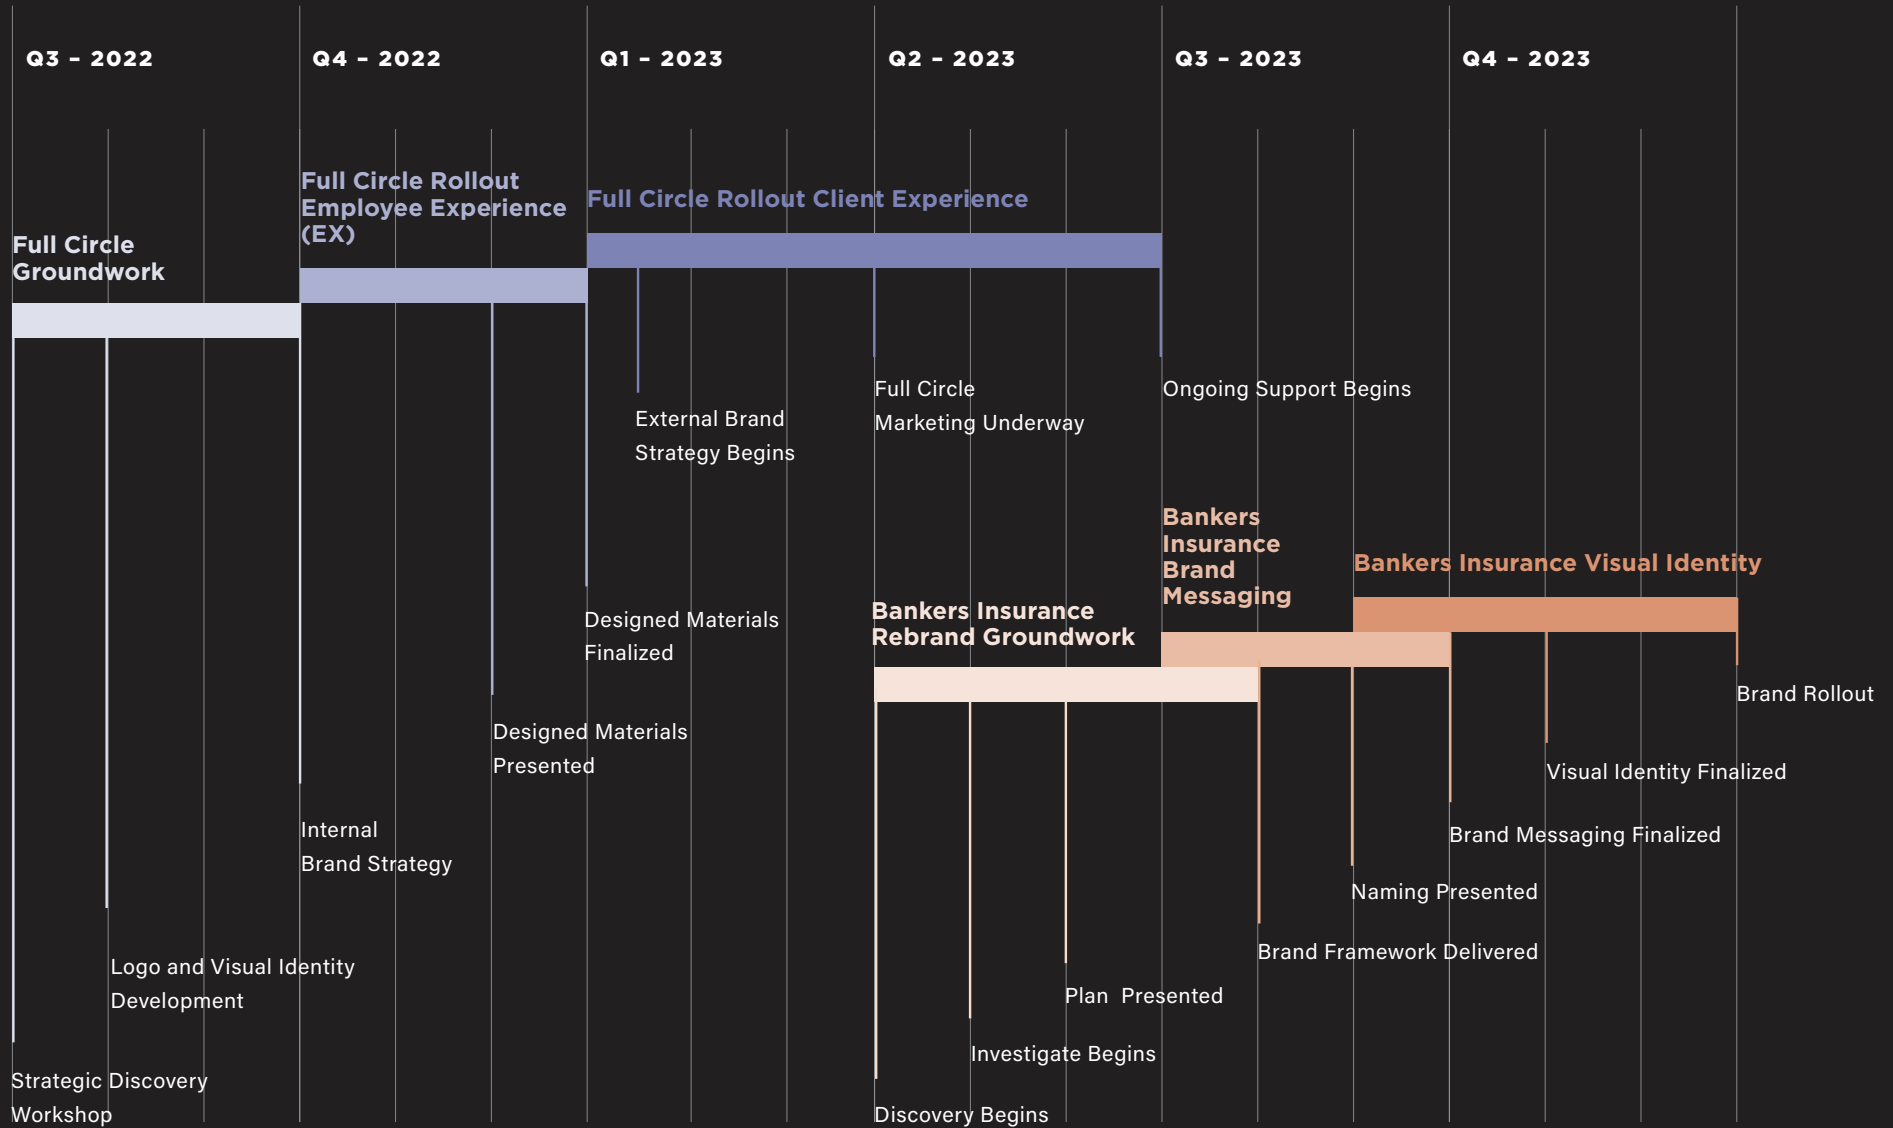 Q3 – 2022
Q4 – 2022
Q1 – 2023
Q2 – 2023
Q3 – 2023
Q4 – 2023
Full Circle
Groundwork
Full Circle Rollout
Employee Experience
(EX)
Full Circle Rollout Client Experience
External Brand
Strategy Begins
Full Circle
Marketing Underway
Ongoing Support Begins
Designed Materials
Finalized
Designed Materials
Presented
Internal
Brand Strategy
Logo and Visual Identity
Development
Strategic Discovery
Workshop
Bankers Insurance
Rebrand Groundwork
Bankers
Insurance
Brand
Messaging
Bankers Insurance Visual Identity
Brand Rollout
Visual Identity Finalized
Brand Messaging Finalized
Naming Presented
Brand Framework Delivered
Plan  Presented
Investigate Begins
Discovery Begins